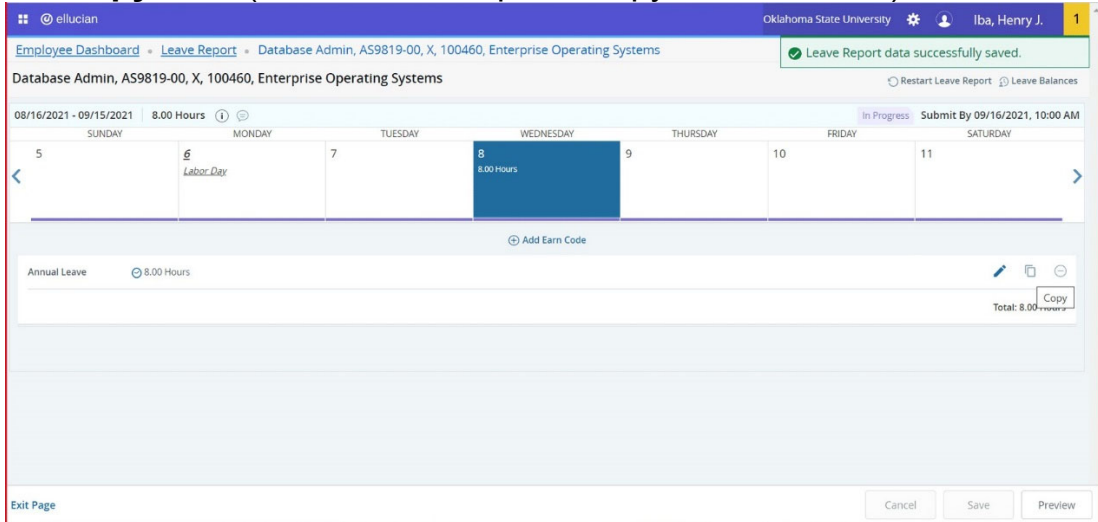 ellucian Oklahoma State University Iba, Henry J. 1
Employee Dashboard • Leave Report • Database Admin, AS9819-00, X, 100460, Enterprise Operating Systems
Leave Report data successfully saved.
Database Admin, AS9819-00, X, 100460, Enterprise Operating Systems
Restart Leave Report Leave Balances
08/16/2021 - 09/15/2021 8.00 Hours In Progress Submit By 09/16/2021, 10:00 AM
SUNDAY MONDAY TUESDAY WEDNESDAY THURSDAY FRIDAY SATURDAY
5 6 7 8 9 10 11
Labor Day 8.00 Hours
Add Earn Code
Annual Leave 8.00 Hours
Copy
Total: 8.00 Hours
Exit Page Cancel Save Preview